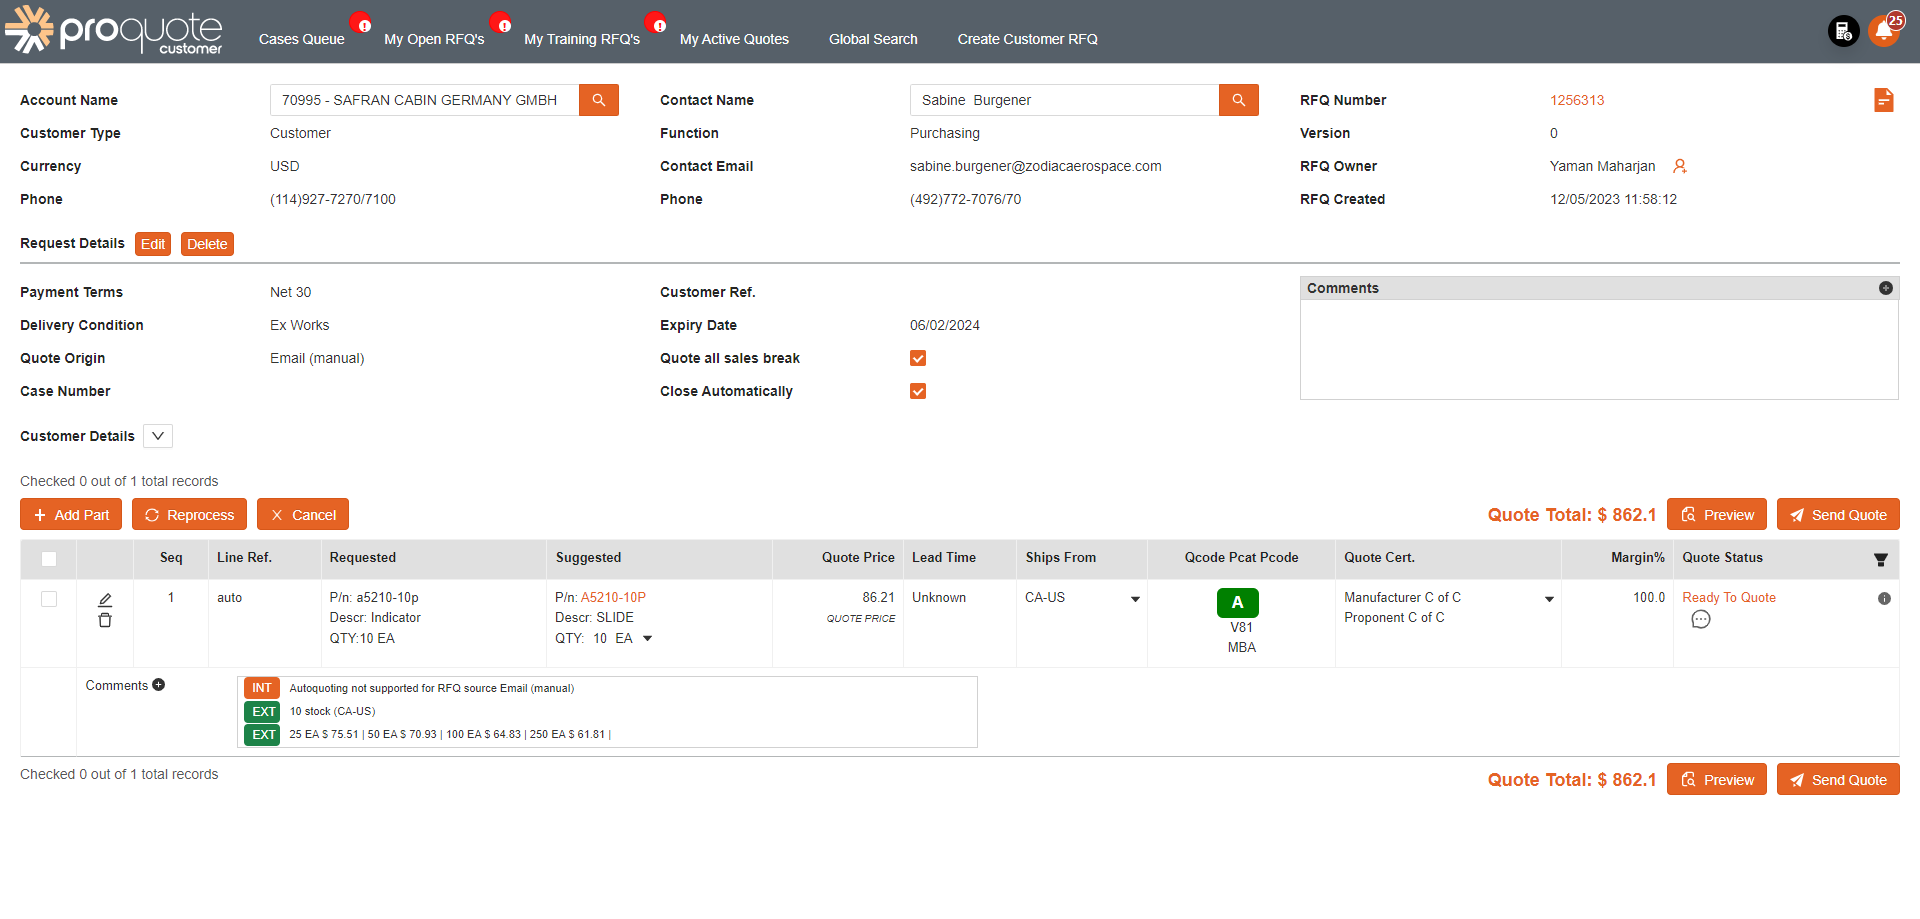 proquote customer
Cases Queue
My Open RFQ's
My Training RFQ's
My Active Quotes
Global Search
Create Customer RFQ
25
Account Name 70995 - SAFRAN CABIN GERMANY GMBH Contact Name Sabine Burgener RFQ Number 1256313
Customer Type Customer Function Purchasing Version 0
Currency USD Contact Email sabine.burgener@zodiacaerospace.com RFQ Owner Yaman Maharjan
Phone (114)927-7270/7100 Phone (492)772-7076/70 RFQ Created 12/05/2023 11:58:12
Request Details Edit Delete
Payment Terms Net 30 Customer Ref. Comments
Delivery Condition Ex Works Expiry Date 06/02/2024
Quote Origin Email (manual) Quote all sales break
Case Number Close Automatically
Customer Details
Checked 0 out of 1 total records
Add Part Reprocess Cancel Quote Total: $ 862.1 Preview Send Quote
Seq Line Ref. Requested Suggested Quote Price Lead Time Ships From Qcode Pcat Pcode Quote Cert. Margin% Quote Status
1 auto P/n: a5210-10p P/n: A5210-10P 86.21 Unknown CA-US A Manufacturer C of C 100.0 Ready To Quote
Descr: Indicator Descr: SLIDE QUOTE PRICE V81 Proponent C of C
QTY:10 EA QTY: 10 EA MBA
Comments INT Autoquoting not supported for RFQ source Email (manual)
EXT 10 stock (CA-US)
EXT 25 EA $ 75.51 | 50 EA $ 70.93 | 100 EA $ 64.83 | 250 EA $ 61.81 |
Checked 0 out of 1 total records Quote Total: $ 862.1 Preview Send Quote